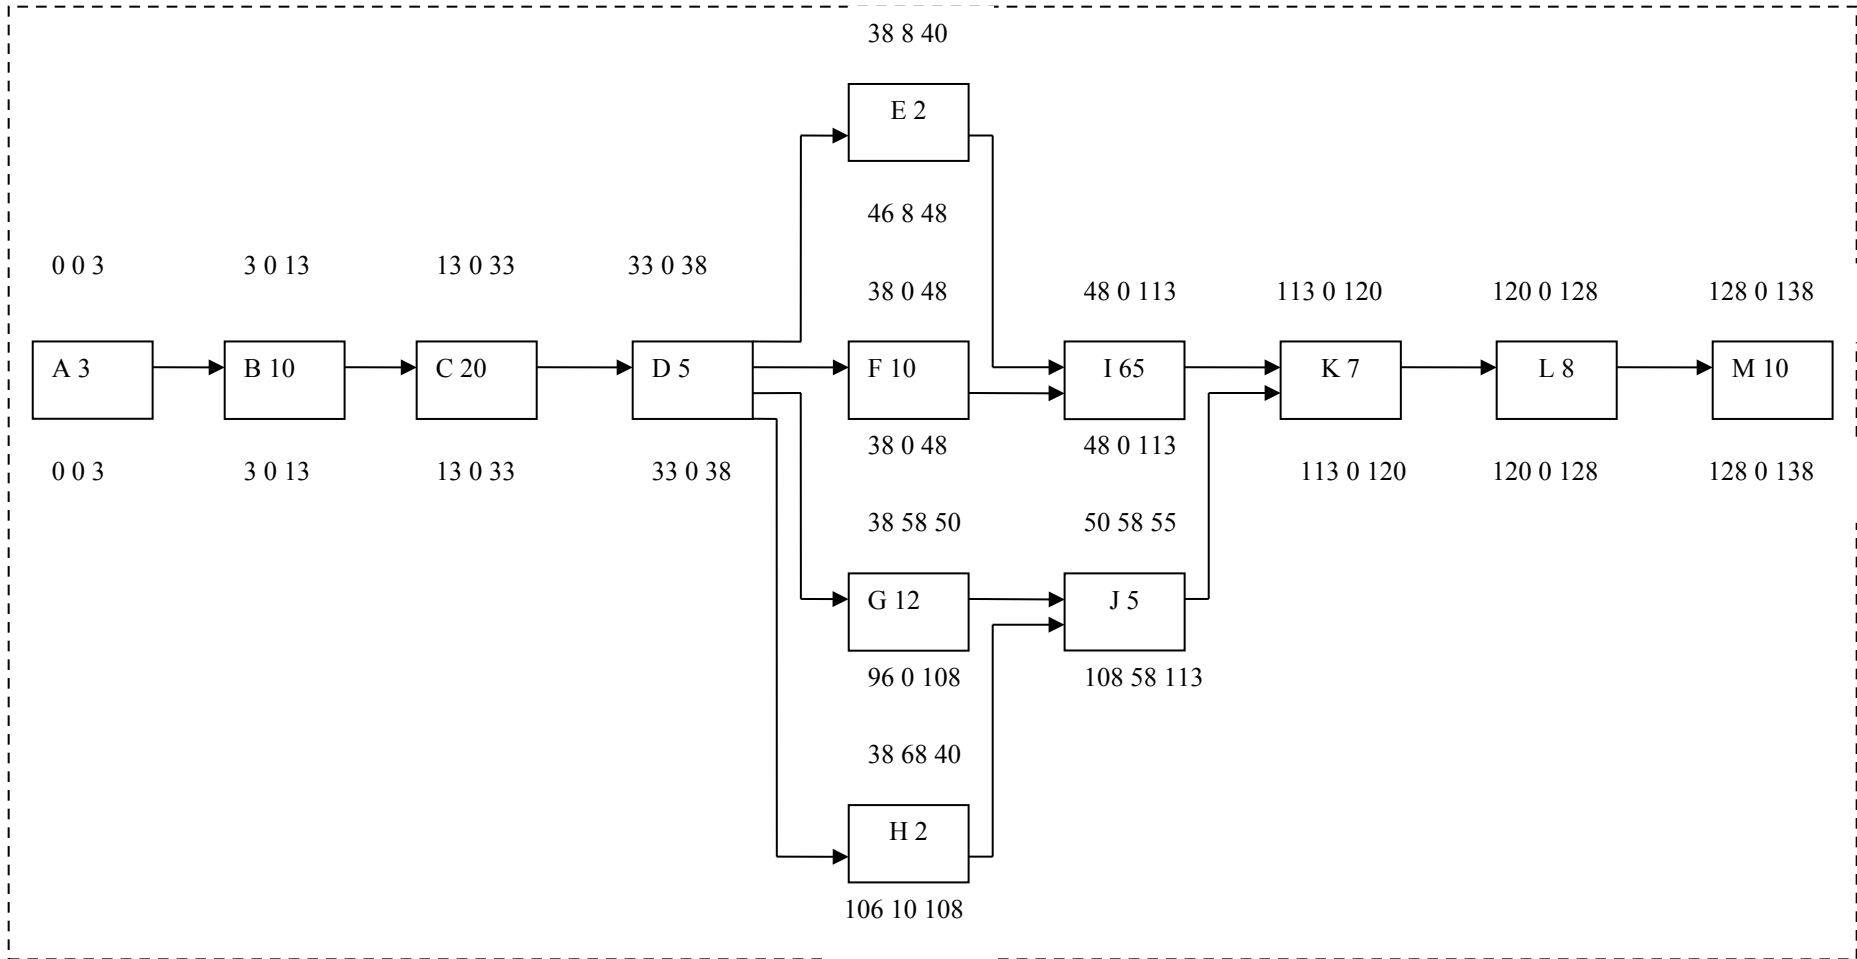 38 8 40
E 2
46 8 48
0 0 3
3 0 13
13 0 33
33 0 38
38 0 48
48 0 113
113 0 120
120 0 128
128 0 138
A 3
B 10
C 20
D 5
F 10
I 65
K 7
L 8
M 10
38 0 48
48 0 113
0 0 3
3 0 13
13 0 33
33 0 38
113 0 120
120 0 128
128 0 138
38 58 50
50 58 55
G 12
J 5
96 0 108
108 58 113
38 68 40
H 2
106 10 108